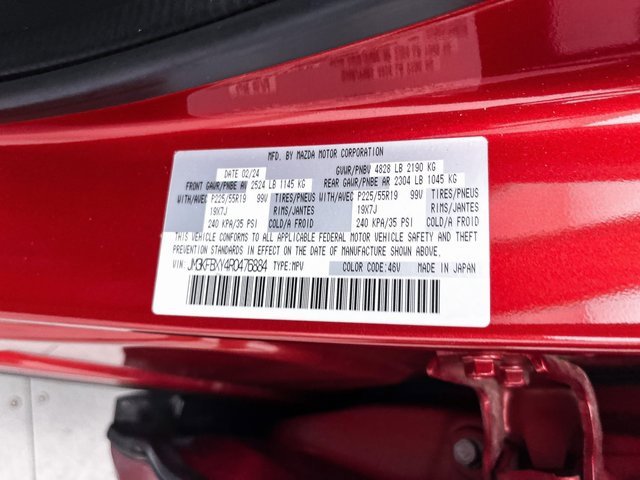 MFD. BY MAZDA MOTOR CORPORATION
DATE 02/24 GVWR/PNBV 4828 LB 2190 KG
FRONT GAWR/PNBE AV 2524 LB 1145 KG REAR GAWR/PNBE AR 2304 LB 1045 KG
WITH/AVEC P225/55R19 99V TIRES/PNEUS WITH/AVEC P225/55R19 99V TIRES/PNEUS
19X7J RIMS/JANTES 19X7J RIMS/JANTES
240 KPA/35 PSI COLD/A FROID 240 KPA/35 PSI COLD/A FROID
THIS VEHICLE CONFORMS TO ALL APPLICABLE FEDERAL MOTOR VEHICLE SAFETY AND THEFT
PREVENTION STANDARDS IN EFFECT ON THE DATE OF MANUFACTURE SHOWN ABOVE.
VIN: JM3KFBXY4R0476884 TYPE:MPV COLOR CODE:46V MADE IN JAPAN